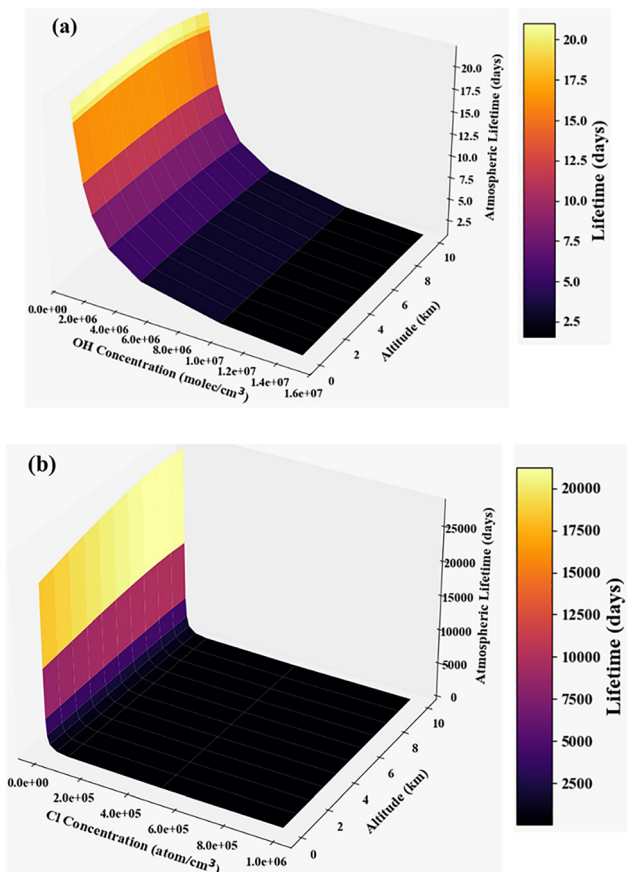 (a)
20.0
17.5
15.0
12.5
10.0
7.5
5.0
2.5
Atmospheric Lifetime (days)
0.0e+00
2.0e+06
4.0e+06
6.0e+06
8.0e+06
1.0e+07
1.2e+07
1.4e+07
1.6e+07
OH Concentration (molec/cm³)
0
2
4
6
8
10
Altitude (km)
20.0
17.5
15.0
12.5
10.0
7.5
5.0
2.5
Lifetime (days)
(b)
25000
20000
15000
10000
5000
0
Atmospheric Lifetime (days)
0.0e+00
2.0e+05
4.0e+05
6.0e+05
8.0e+05
1.0e+06
Cl Concentration (atom/cm³)
0
2
4
6
8
10
Altitude (km)
20000
17500
15000
12500
10000
7500
5000
2500
Lifetime (days)